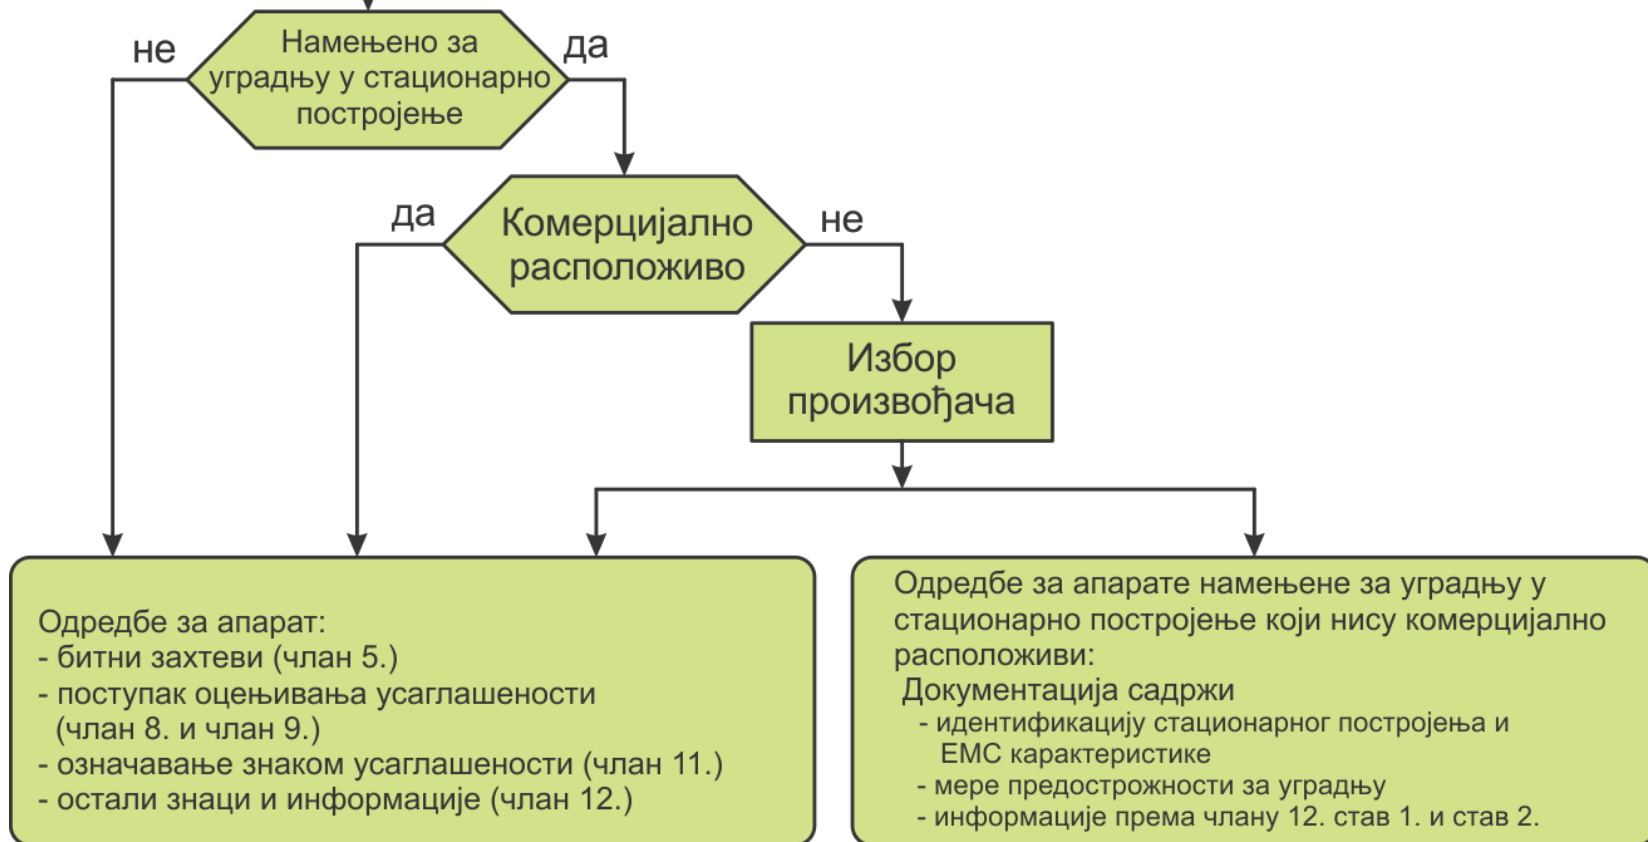 не
Намењено за
уградњу у стационарно
постројење
да
да
Комерцијално
расположиво
не
Избор
произвођача
Одредбе за апарат:
- битни захтеви (члан 5.)
- поступак оцењивања усаглашености
(члан 8. и члан 9.)
- означавање знаком усаглашености (члан 11.)
- остали знаци и информације (члан 12.)
Одредбе за апарате намењене за уградњу у
стационарно постројење који нису комерцијално
расположиви:
Документација садржи
- идентификацију стационарног постројења и
ЕМС карактеристике
- мере предострожности за уградњу
- информације према члану 12. став 1. и став 2.